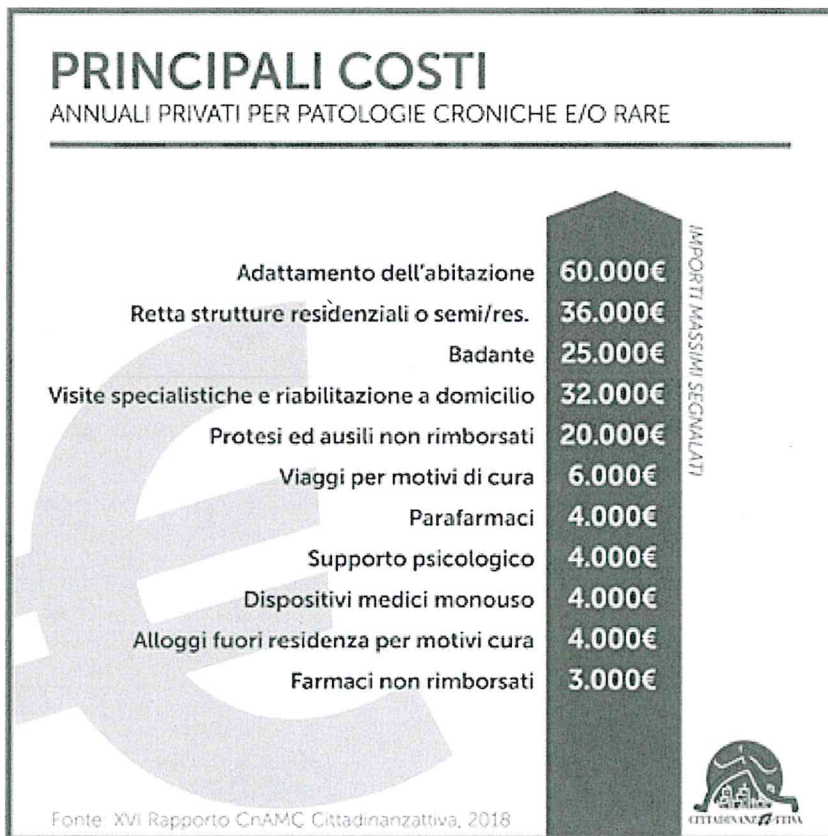 PRINCIPALI COSTI
ANNUALI PRIVATI PER PATOLOGIE CRONICHE E/O RARE
IMPORTI MASSIMI SEGNALATI
Adattamento dell'abitazione 60.000€
Retta strutture residenziali o semi/res. 36.000€
Badante 25.000€
Visite specialistiche e riabilitazione a domicilio 32.000€
Protesi ed ausili non rimborsati 20.000€
Viaggi per motivi di cura 6.000€
Parafarmaci 4.000€
Supporto psicologico 4.000€
Dispositivi medici monouso 4.000€
Alloggi fuori residenza per motivi cura 4.000€
Farmaci non rimborsati 3.000€
Fonte: XVI Rapporto CnAMC Cittadinanzattiva, 2018
CITTADINANZATTIVA